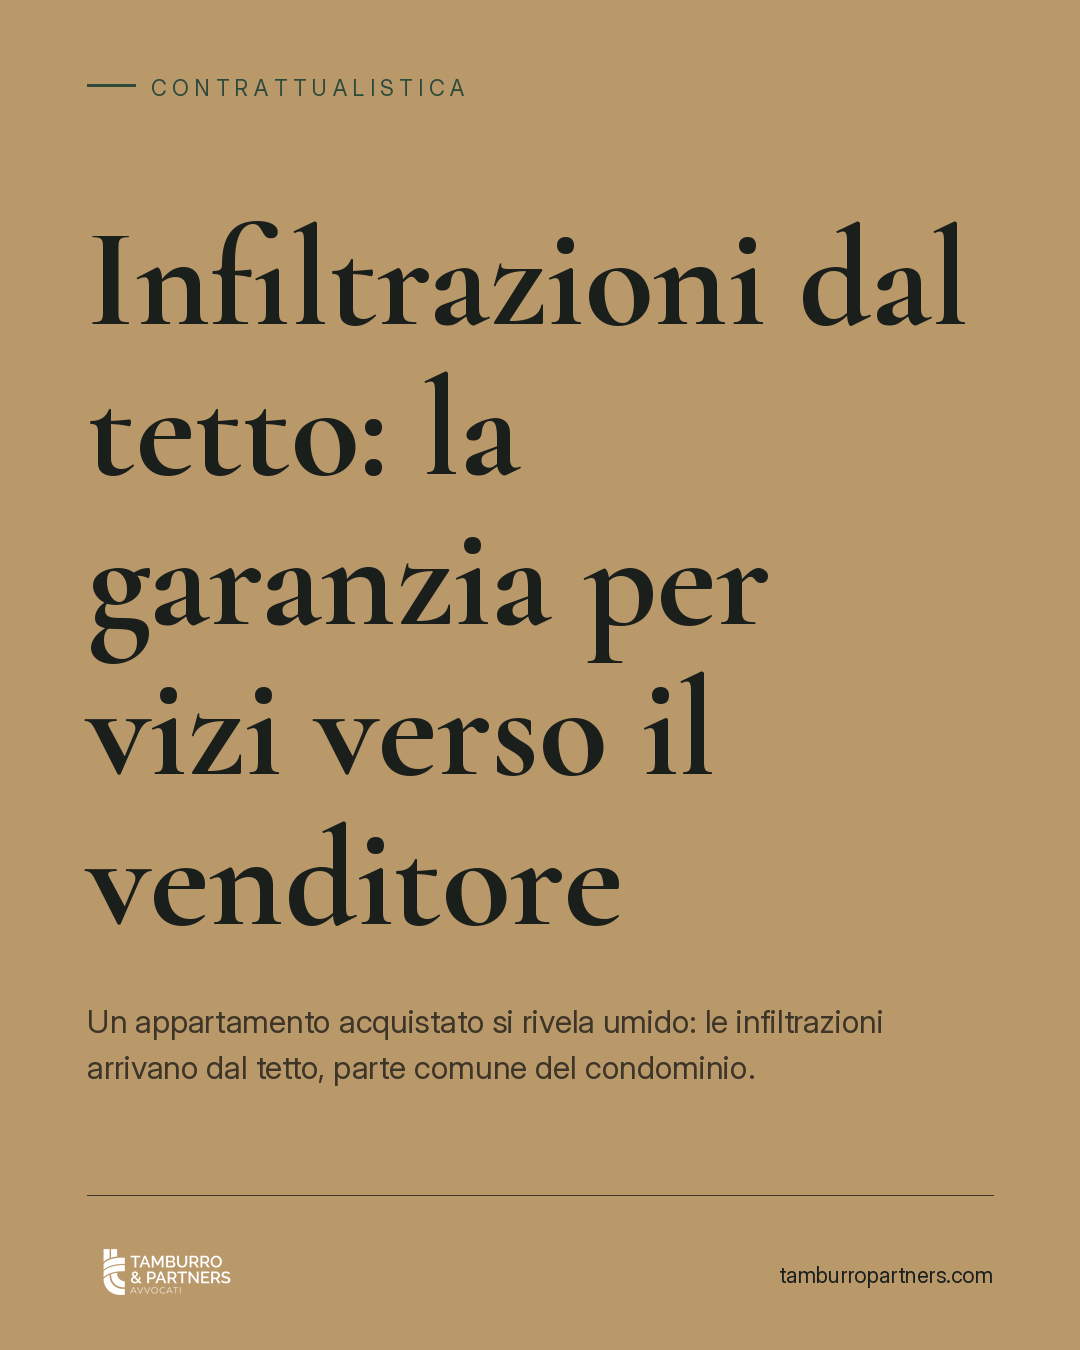 CONTRATTUALISTICA
Infiltrazioni dal
tetto: la
garanzia per
vizi verso il
venditore
Un appartamento acquistato si rivela umido: le infiltrazioni
arrivano dal tetto, parte comune del condominio.
TAMBURRO
& PARTNERS
AVVOCATI
tamburropartners.com